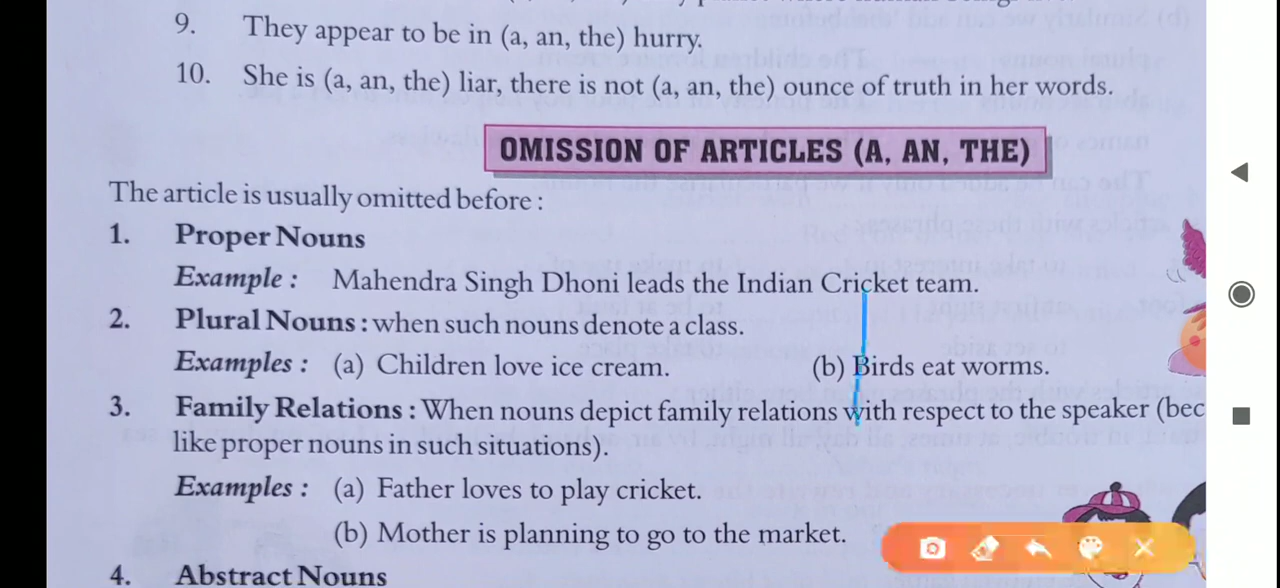 9. They appear to be in (a, an, the) hurry.
10. She is (a, an, the) liar, there is not (a, an, the) ounce of truth in her words.
OMISSION OF ARTICLES (A, AN, THE)
The article is usually omitted before :
1. Proper Nouns
Example : Mahendra Singh Dhoni leads the Indian Cricket team.
2. Plural Nouns : when such nouns denote a class.
Examples : (a) Children love ice cream. (b) Birds eat worms.
3. Family Relations : When nouns depict family relations with respect to the speaker (bec
like proper nouns in such situations).
Examples : (a) Father loves to play cricket.
(b) Mother is planning to go to the market.
4. Abstract Nouns